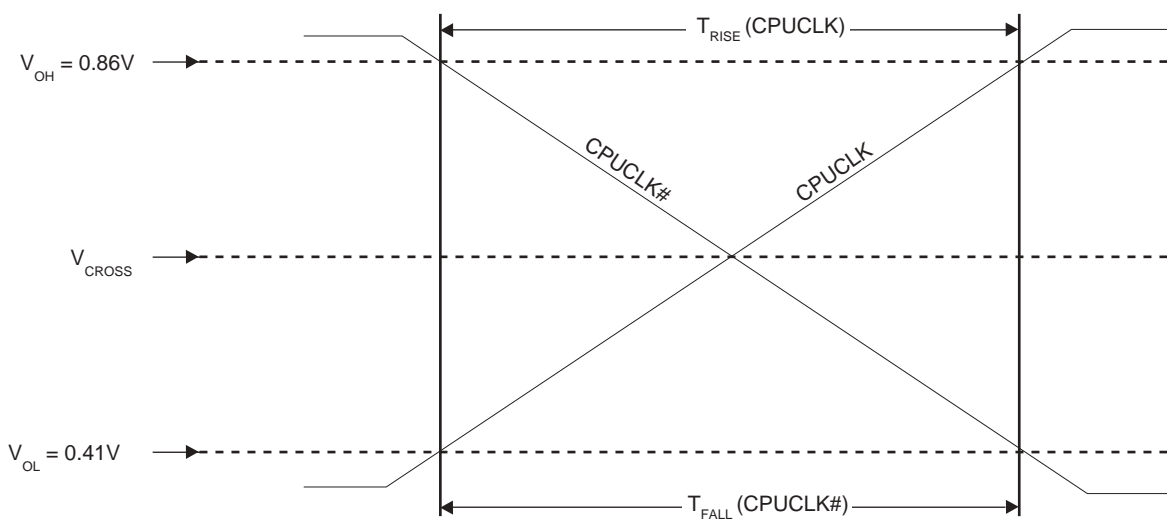 T_RISE (CPUCLK)
V_OH = 0.86V
CPUCLK#
CPUCLK
V_CROSS
V_OL = 0.41V
T_FALL (CPUCLK#)